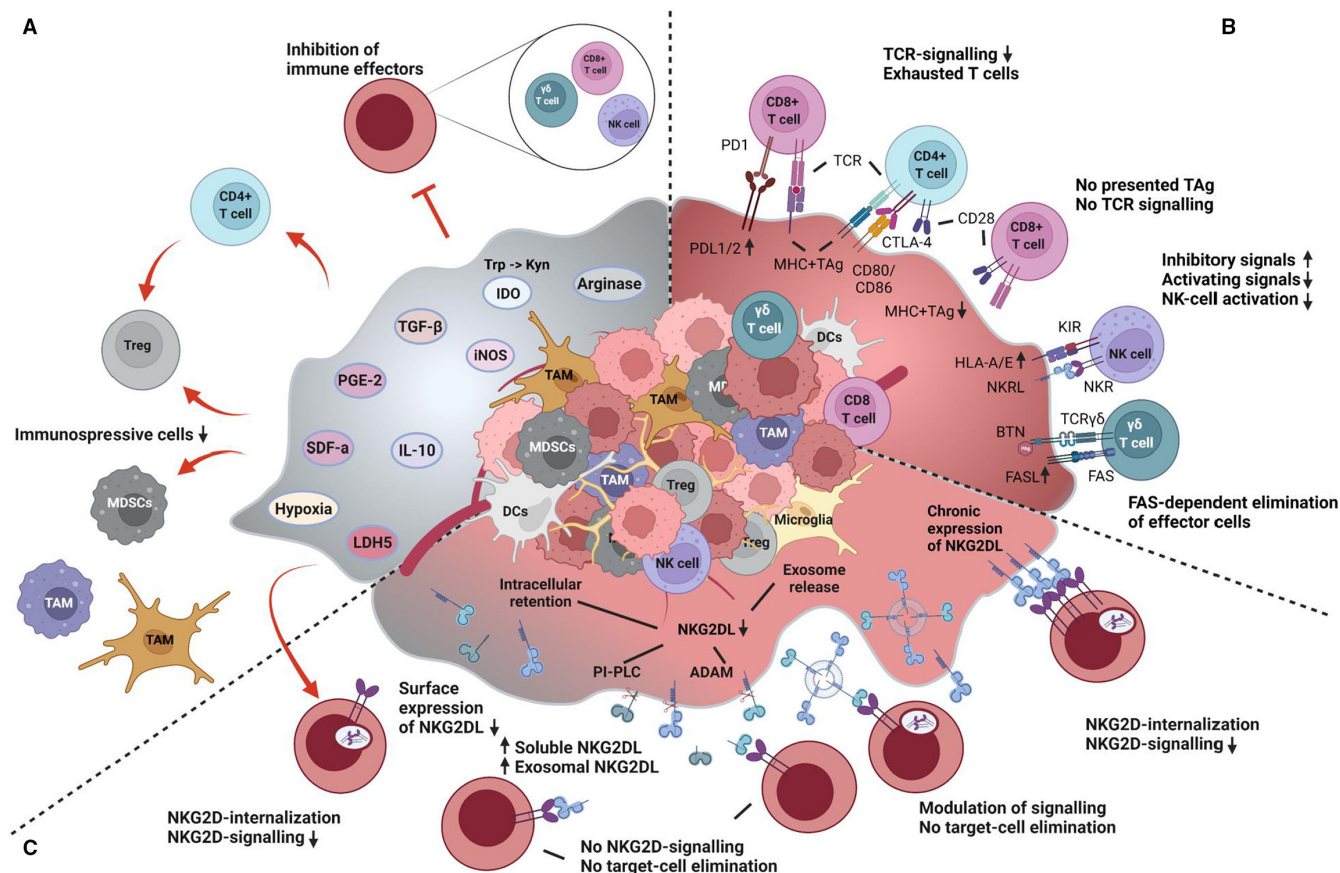 A
Inhibition of
immune effectors
CD8+
T cell
γδ
T cell
NK cell
CD4+
T cell
Treg
Immunospressive cells ↓
MDSCs
TAM
TAM
Trp -> Kyn
IDO
Arginase
TGF-β
iNOS
PGE-2
SDF-a
IL-10
Hypoxia
LDH5
B
TCR-signalling ↓
Exhausted T cells
CD8+
T cell
PD1
TCR
CD4+
T cell
No presented TAg
No TCR signalling
CD28
CD8+
T cell
PDL1/2 ↑
MHC+TAg
CTLA-4
CD80/
CD86
MHC+TAg ↓
Inhibitory signals ↑
Activating signals ↓
NK-cell activation ↓
KIR
NK cell
HLA-A/E ↑
NKRL
NKR
TCRγδ
γδ
T cell
BTN
FASL ↑
FAS
FAS-dependent elimination
of effector cells
γδ
T cell
DCs
TAM
TAM
CD8
T cell
TAM
MDSCs
TAM
Treg
DCs
Microglia
Treg
NK cell
Chronic
expression
of NKG2DL
Intracellular
retention
Exosome
release
NKG2DL ↓
PI-PLC
ADAM
Surface
expression
of NKG2DL ↓
↑ Soluble NKG2DL
↑ Exosomal NKG2DL
NKG2D-internalization
NKG2D-signalling ↓
Modulation of signalling
No target-cell elimination
NKG2D-internalization
NKG2D-signalling ↓
No NKG2D-signalling
No target-cell elimination
C